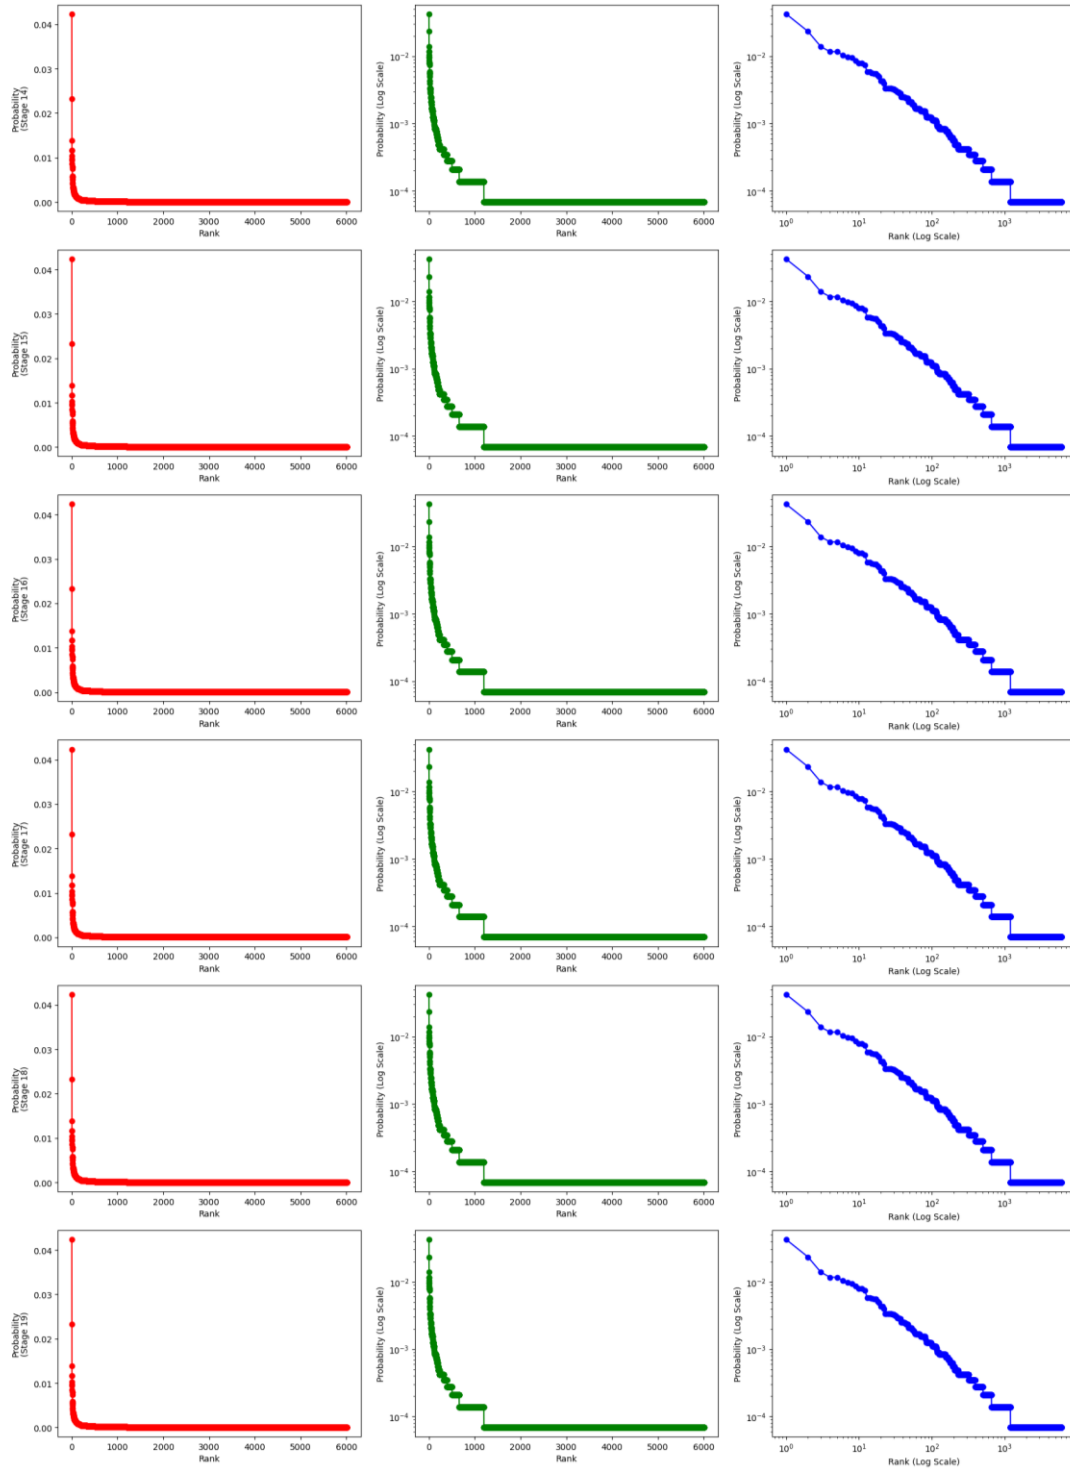 0.04
0.03
0.02
0.01
0.00
Probability
(Stage 14)
0 1000 2000 3000 4000 5000 6000
Rank
10⁻²
10⁻³
10⁻⁴
Probability (Log Scale)
0 1000 2000 3000 4000 5000 6000
Rank
10⁻²
10⁻³
10⁻⁴
Probability (Log Scale)
10⁰ 10¹ 10² 10³
Rank (Log Scale)
0.04
0.03
0.02
0.01
0.00
Probability
(Stage 15)
0 1000 2000 3000 4000 5000 6000
Rank
10⁻²
10⁻³
10⁻⁴
Probability (Log Scale)
0 1000 2000 3000 4000 5000 6000
Rank
10⁻²
10⁻³
10⁻⁴
Probability (Log Scale)
10⁰ 10¹ 10² 10³
Rank (Log Scale)
0.04
0.03
0.02
0.01
0.00
Probability
(Stage 16)
0 1000 2000 3000 4000 5000 6000
Rank
10⁻²
10⁻³
10⁻⁴
Probability (Log Scale)
0 1000 2000 3000 4000 5000 6000
Rank
10⁻²
10⁻³
10⁻⁴
Probability (Log Scale)
10⁰ 10¹ 10² 10³
Rank (Log Scale)
0.04
0.03
0.02
0.01
0.00
Probability
(Stage 17)
0 1000 2000 3000 4000 5000 6000
Rank
10⁻²
10⁻³
10⁻⁴
Probability (Log Scale)
0 1000 2000 3000 4000 5000 6000
Rank
10⁻²
10⁻³
10⁻⁴
Probability (Log Scale)
10⁰ 10¹ 10² 10³
Rank (Log Scale)
0.04
0.03
0.02
0.01
0.00
Probability
(Stage 18)
0 1000 2000 3000 4000 5000 6000
Rank
10⁻²
10⁻³
10⁻⁴
Probability (Log Scale)
0 1000 2000 3000 4000 5000 6000
Rank
10⁻²
10⁻³
10⁻⁴
Probability (Log Scale)
10⁰ 10¹ 10² 10³
Rank (Log Scale)
0.04
0.03
0.02
0.01
0.00
Probability
(Stage 19)
0 1000 2000 3000 4000 5000 6000
Rank
10⁻²
10⁻³
10⁻⁴
Probability (Log Scale)
0 1000 2000 3000 4000 5000 6000
Rank
10⁻²
10⁻³
10⁻⁴
Probability (Log Scale)
10⁰ 10¹ 10² 10³
Rank (Log Scale)